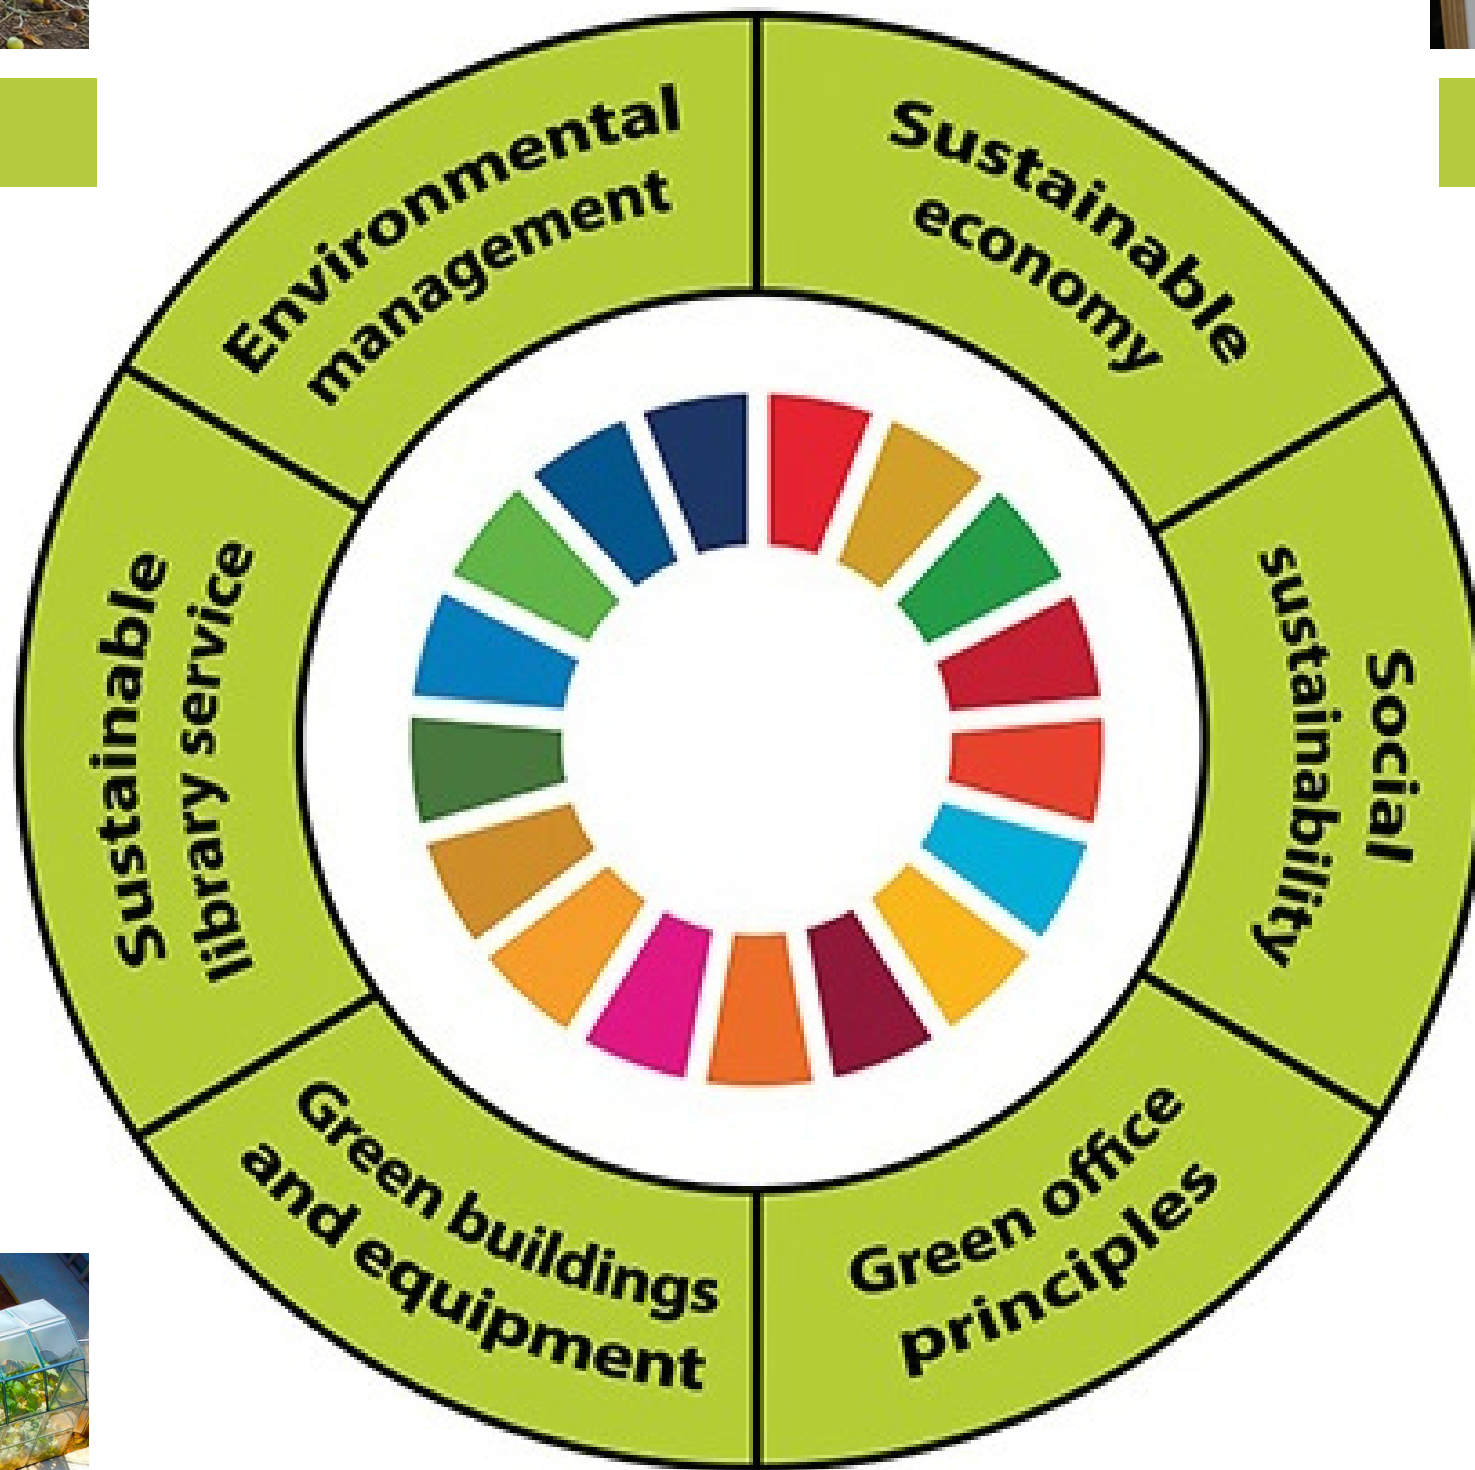 Environmental
management
Sustainable
economy
Social
sustainability
Green office
principles
Green buildings
and equipment
Sustainable
library service